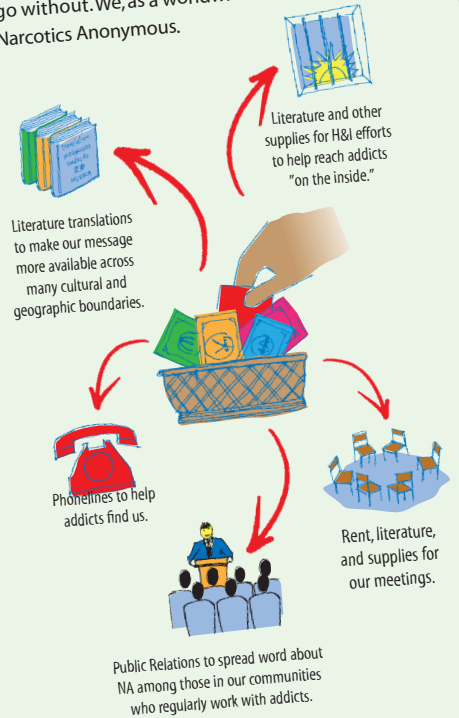 go without. We, as a
Narcotics Anonymous.
Literature and other
supplies for H&I efforts
to help reach addicts
"on the inside."
Literature translations
to make our message
more available across
many cultural and
geographic boundaries.
Phonelines to help
addicts find us.
Rent, literature,
and supplies for
our meetings.
Public Relations to spread word about
NA among those in our communities
who regularly work with addicts.